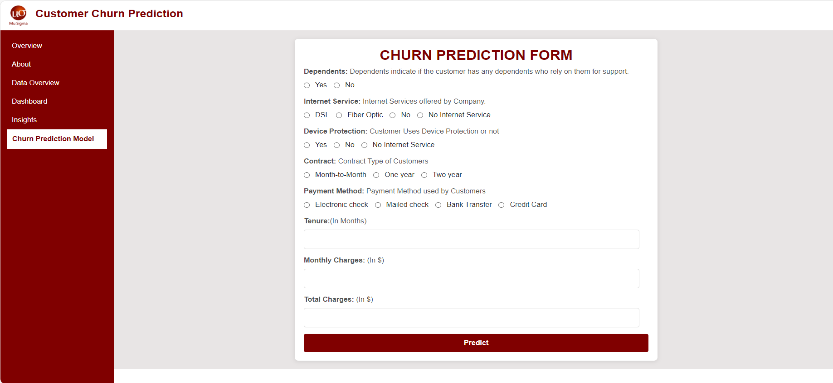 Customer Churn Prediction
Overview
About
Data Overview
Dashboard
Insights
Churn Prediction Model
CHURN PREDICTION FORM
Dependents: Dependents indicate if the customer has any dependents who rely on them for support.
Yes No
Internet Service: Internet Services offered by Company.
DSL Fiber Optic No No Internet Service
Device Protection: Customer Uses Device Protection or not
Yes No No Internet Service
Contract: Contract Type of Customers
Month-to-Month One year Two year
Payment Method: Payment Method used by Customers
Electronic check Mailed check Bank Transfer Credit Card
Tenure:(In Months)
Monthly Charges: (In $)
Total Charges: (In $)
Predict